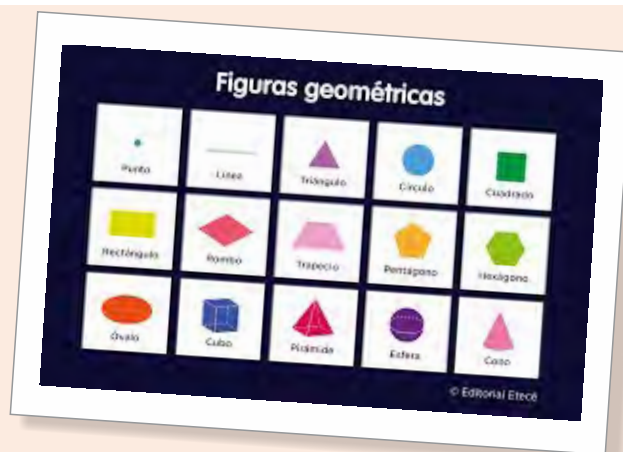 Figuras geométricas
Punto
Línea
Triángulo
Círculo
Cuadrado
Rectángulo
Rombo
Trapecio
Pentágono
Hexágono
Óvalo
Cubo
Pirámide
Esfera
Cono
© Editorial Etecé